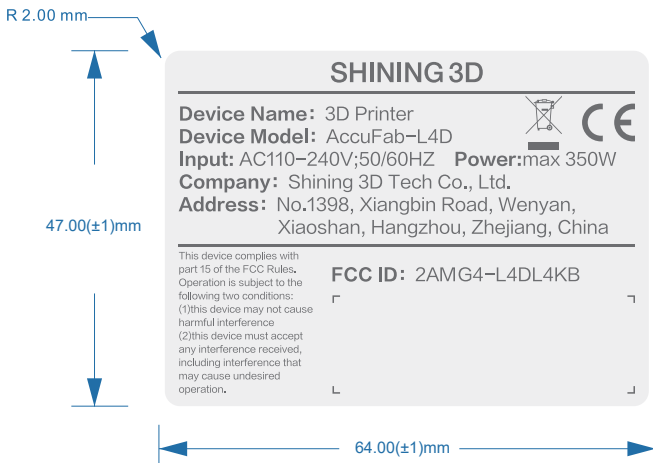 R 2.00 mm
SHINING 3D
Device Name: 3D Printer
Device Model: AccuFab-L4D
Input: AC110-240V;50/60HZ Power:max 350W
Company: Shining 3D Tech Co., Ltd.
Address: No.1398, Xiangbin Road, Wenyan,
Xiaoshan, Hangzhou, Zhejiang, China
47.00(±1)mm
This device complies with
part 15 of the FCC Rules.
Operation is subject to the
following two conditions:
(1)this device may not cause
harmful interference
(2)this device must accept
any interference received,
including interference that
may cause undesired
operation.
FCC ID: 2AMG4-L4DL4KB
64.00(±1)mm